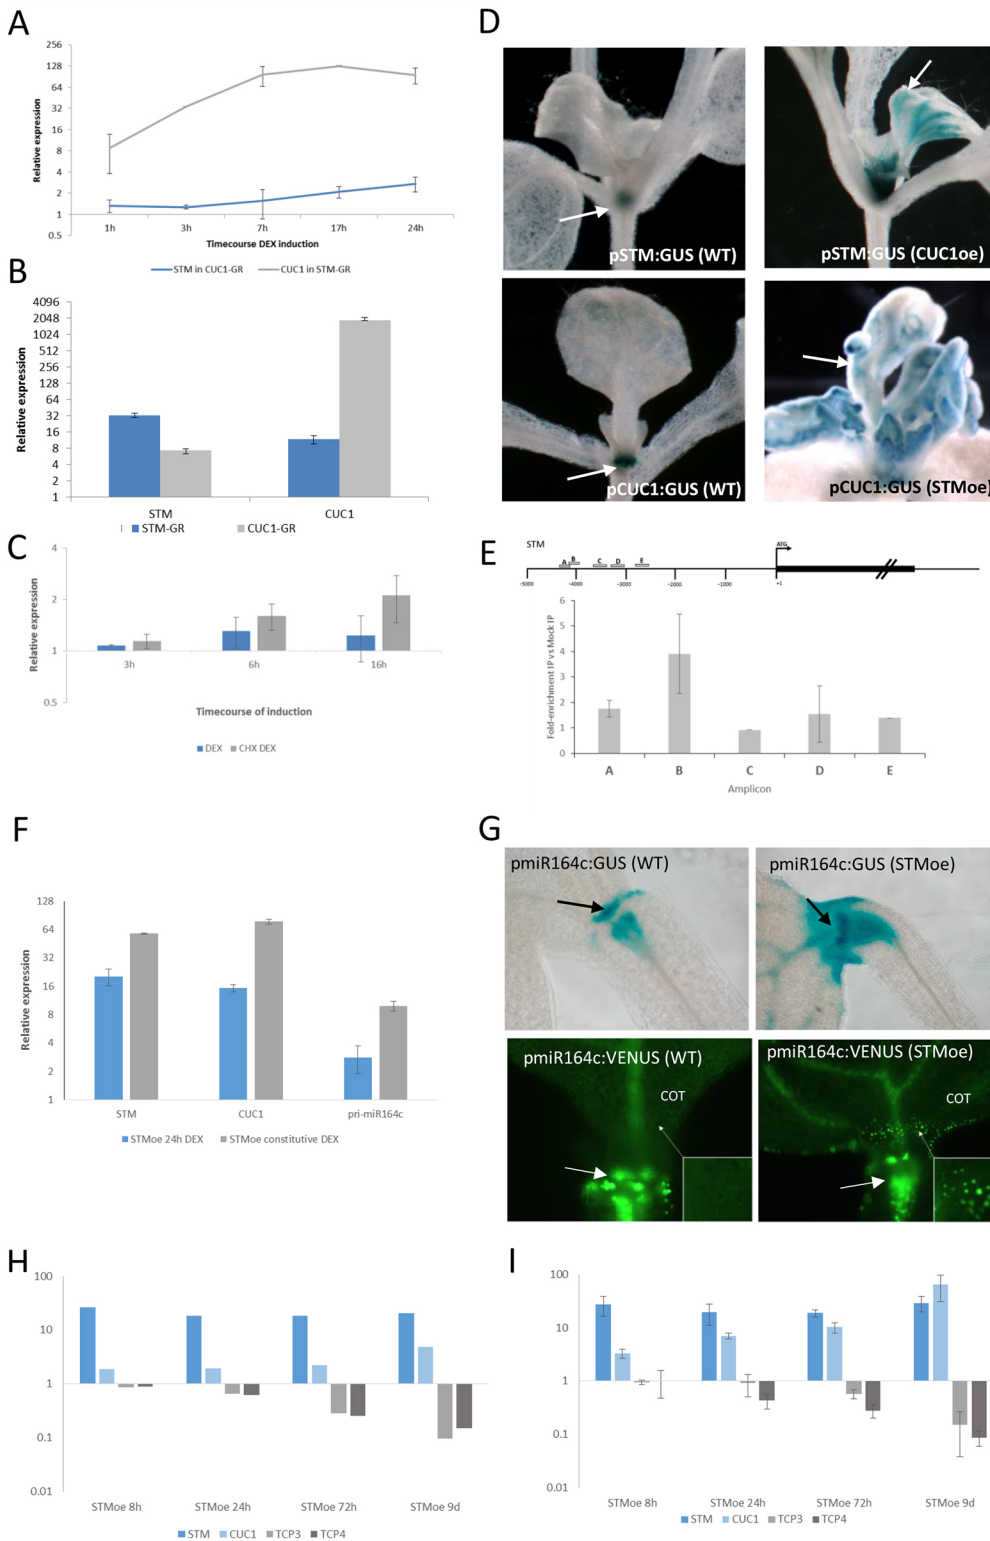 A
256
128
64
32
16
8
4
2
1
0.5
Relative expression
1h 3h 7h 17h 24h
Timecourse DEX induction
STM in CUC1-GR CUC1 in STM-GR
B
4096
2048
1024
512
256
128
64
32
16
8
4
2
1
Relative expression
STM CUC1
STM-GR CUC1-GR
C
4
2
1
0.5
Relative expression
3h 6h 16h
Timecourse of induction
DEX CHX DEX
D
pSTM:GUS (WT)
pSTM:GUS (CUC1oe)
pCUC1:GUS (WT)
pCUC1:GUS (STMoe)
E
STM
A B C D E
ATG
-5000 -4000 -3000 -2000 -1000 +1
6
5
4
3
2
1
0
Fold-enrichment IP vs Mock IP
A B C D E
Amplicon
F
128
64
32
16
8
4
2
1
Relative expression
STM CUC1 pri-miR164c
STMoe 24h DEX STMoe constitutive DEX
G
pmiR164c:GUS (WT)
pmiR164c:GUS (STMoe)
pmiR164c:VENUS (WT)
COT
pmiR164c:VENUS (STMoe)
COT
H
100
10
1
0.1
0.01
STMoe 8h STMoe 24h STMoe 72h STMoe 9d
STM CUC1 TCP3 TCP4
I
100
10
1
0.1
0.01
STMoe 8h STMoe 24h STMoe 72h STMoe 9d
STM CUC1 TCP3 TCP4